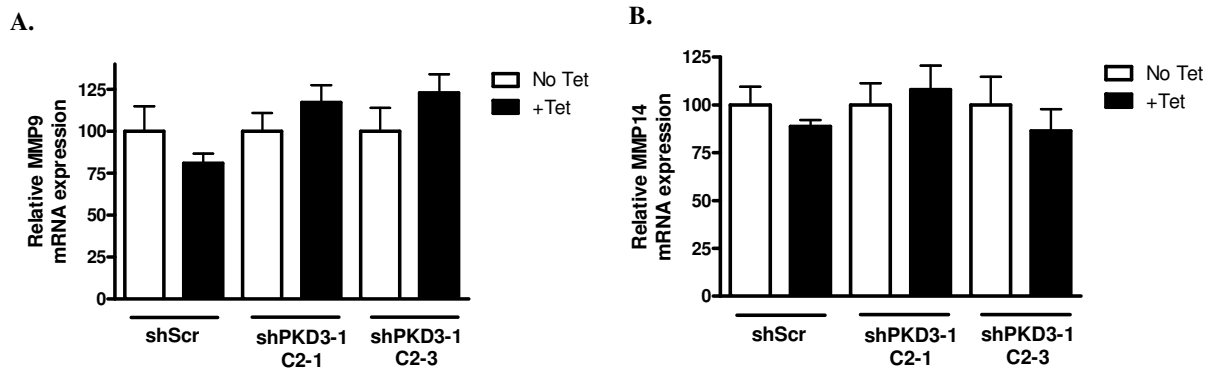 A.
Relative MMP9
mRNA expression
125
100
75
50
25
0
No Tet
+Tet
shScr
shPKD3-1
C2-1
shPKD3-1
C2-3
B.
Relative MMP14
mRNA expression
125
100
75
50
25
0
No Tet
+Tet
shScr
shPKD3-1
C2-1
shPKD3-1
C2-3